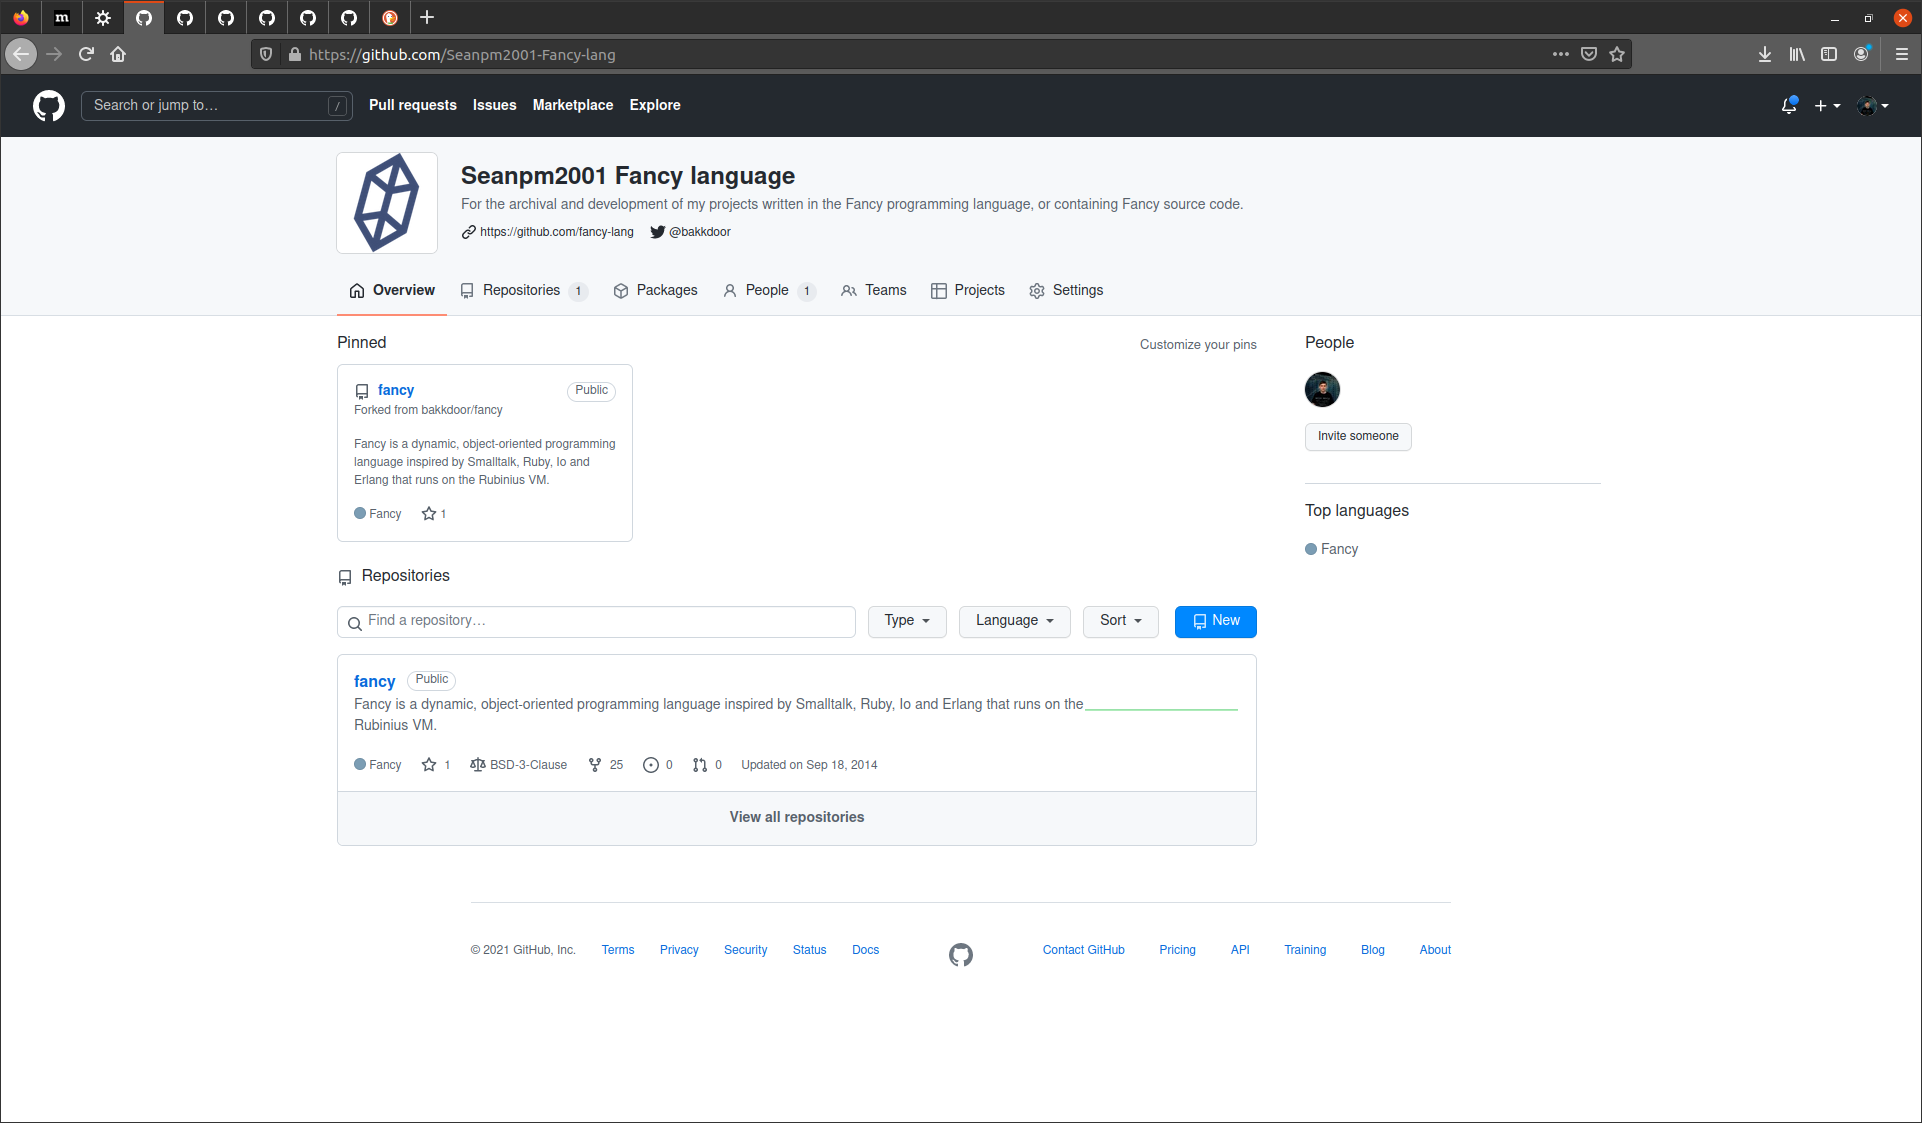 m
https://github.com/Seanpm2001-Fancy-lang
Search or jump to… / Pull requests Issues Marketplace Explore
Seanpm2001 Fancy language
For the archival and development of my projects written in the Fancy programming language, or containing Fancy source code.
https://github.com/fancy-lang @bakkdoor
Overview Repositories 1 Packages People 1 Teams Projects Settings
Pinned Customize your pins
fancy Public
Forked from bakkdoor/fancy
Fancy is a dynamic, object-oriented programming
language inspired by Smalltalk, Ruby, Io and
Erlang that runs on the Rubinius VM.
Fancy 1
People
Invite someone
Top languages
Fancy
Repositories
Find a repository… Type Language Sort New
fancy Public
Fancy is a dynamic, object-oriented programming language inspired by Smalltalk, Ruby, Io and Erlang that runs on the
Rubinius VM.
Fancy 1 BSD-3-Clause 25 0 0 Updated on Sep 18, 2014
View all repositories
© 2021 GitHub, Inc. Terms Privacy Security Status Docs Contact GitHub Pricing API Training Blog About